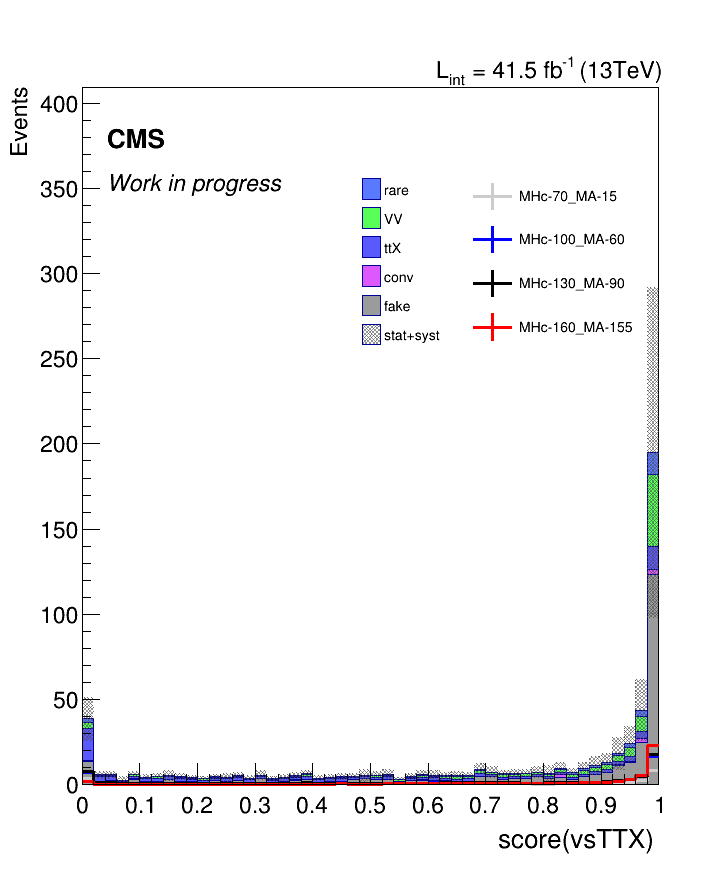 L_int = 41.5 fb^-1 (13TeV)
Events
400
350
300
250
200
150
100
50
0
CMS
Work in progress
rare
VV
ttX
conv
fake
stat+syst
MHc-70_MA-15
MHc-100_MA-60
MHc-130_MA-90
MHc-160_MA-155
0 0.1 0.2 0.3 0.4 0.5 0.6 0.7 0.8 0.9 1
score(vsTTX)